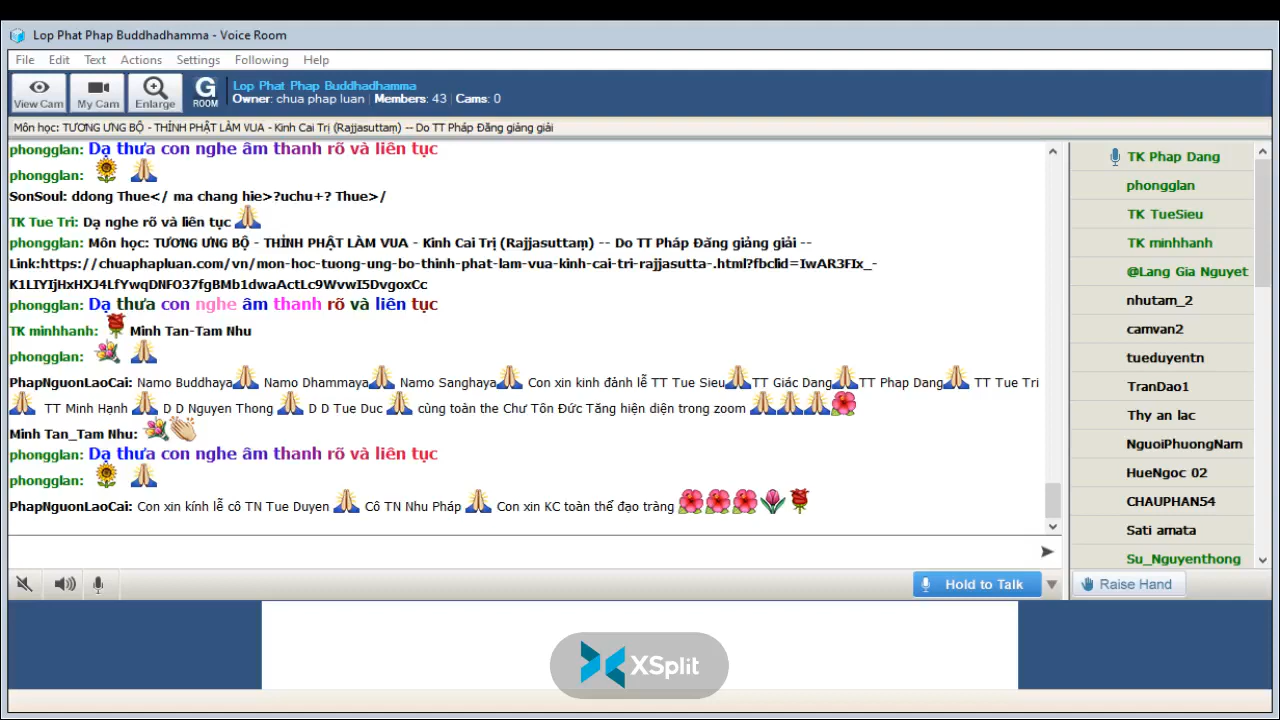 Lop Phat Phap Buddhadhamma - Voice Room
File Edit Text Actions Settings Following Help
View Cam My Cam Enlarge G ROOM
Lop Phat Phap Buddhadhamma
Owner: chua phap luan | Members: 43 | Cams: 0
Môn học: TƯƠNG ƯNG BỘ - THỈNH PHẬT LÀM VUA - Kinh Cai Trị (Rajjasuttaṃ) -- Do TT Pháp Đăng giảng giải
phongglan: Dạ thưa con nghe âm thanh rõ và liên tục
phongglan: 🌻 🙏
SonSoul: ddong Thue</ ma chang hie>?uchu+? Thue>/
TK Tue Tri: Dạ nghe rõ và liên tục 🙏
phongglan: Môn học: TƯƠNG ƯNG BỘ - THỈNH PHẬT LÀM VUA - Kinh Cai Trị (Rajjasuttaṃ) -- Do TT Pháp Đăng giảng giải --
Link:https://chuaphapluan.com/vn/mon-hoc-tuong-ung-bo-thinh-phat-lam-vua-kinh-cai-tri-rajjasutta-.html?fbclid=IwAR3FIx_-
K1LIYIjHxHXJ4LfYwqDNFO37fgBMb1dwaActLc9WvwI5DvgoxCc
phongglan: Dạ thưa con nghe âm thanh rõ và liên tục
TK minhhanh: 🌹 Minh Tan-Tam Nhu
phongglan: 💐 🙏
PhapNguonLaoCai: Namo Buddhaya🙏 Namo Dhammaya🙏 Namo Sanghaya🙏 Con xin kinh đảnh lễ TT Tue Sieu🙏TT Giác Dang🙏TT Phap Dang🙏 TT Tue Tri
🙏 TT Minh Hạnh 🙏 D D Nguyen Thong 🙏 D D Tue Duc 🙏 cùng toàn the Chư Tôn Đức Tăng hiện diện trong zoom 🙏🙏🙏🌺
Minh Tan_Tam Nhu: 💐👏
phongglan: Dạ thưa con nghe âm thanh rõ và liên tục
phongglan: 🌻 🙏
PhapNguonLaoCai: Con xin kính lễ cô TN Tue Duyen 🙏 Cô TN Nhu Pháp 🙏 Con xin KC toàn thể đạo tràng 🌺🌺🌺🌷🌹
TK Phap Dang
phongglan
TK TueSieu
TK minhhanh
@Lang Gia Nguyet
nhutam_2
camvan2
tueduyentn
TranDao1
Thy an lac
NguoiPhuongNam
HueNgoc 02
CHAUPHAN54
Sati amata
Su_Nguyenthong
Hold to Talk
Raise Hand
XSplit